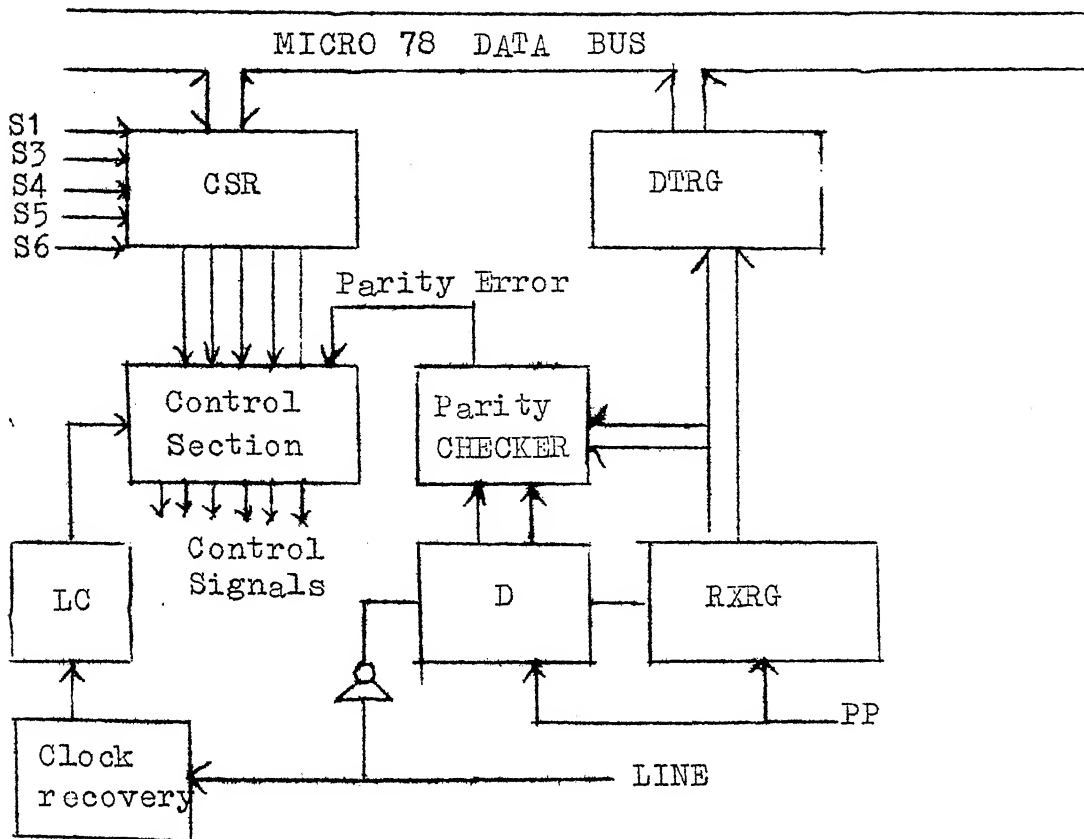 MICRO 78 DATA BUS
S1
S3
S4
S5
S6
CSR
DTRG
Parity Error
Control
Section
Parity
CHECKER
Control
Signals
LC
D
RXRG
PP
Clock
recovery
LINE